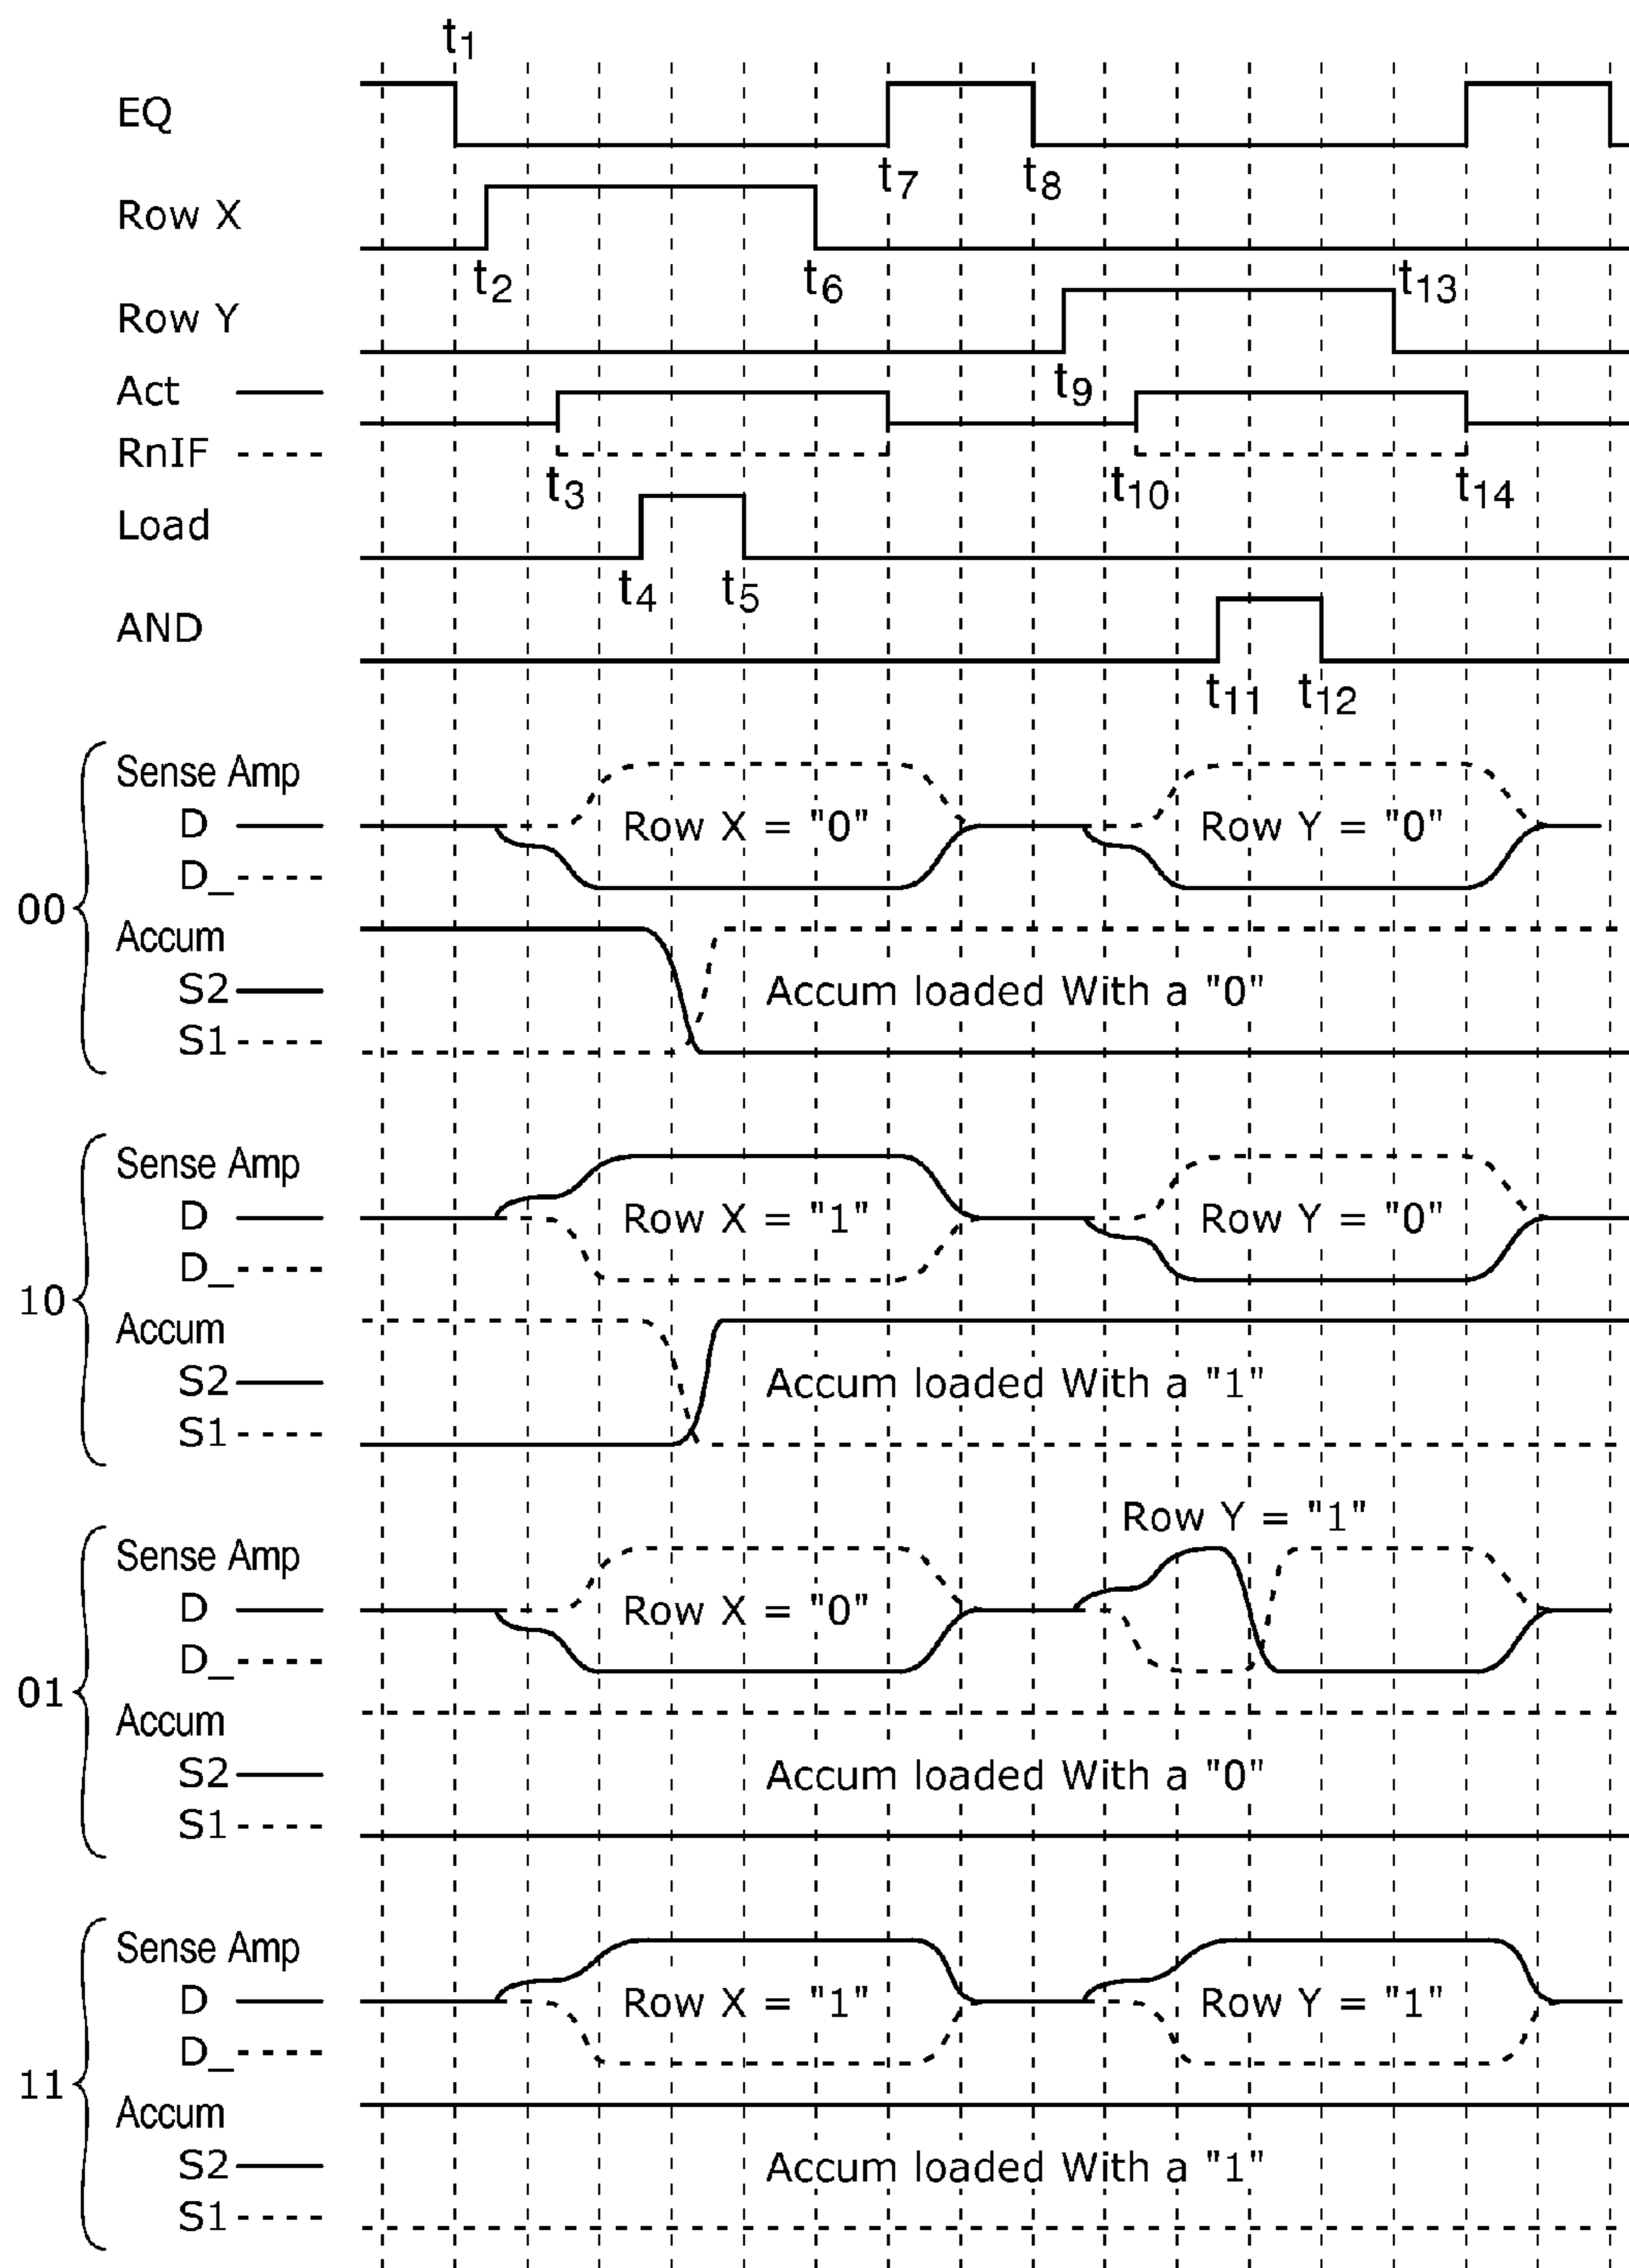 t1
EQ
t7 t8
Row X
t2 t6 t13
Row Y
t9
Act
RnIF
t3 t10 t14
Load
t4 t5
AND
t11 t12
00
Sense Amp
D
D_
Row X = "0" Row Y = "0"
Accum
S2
S1
Accum loaded With a "0"
10
Sense Amp
D
D_
Row X = "1" Row Y = "0"
Accum
S2
S1
Accum loaded With a "1"
01
Row Y = "1"
Sense Amp
D
D_
Row X = "0"
Accum
S2
S1
Accum loaded With a "0"
11
Sense Amp
D
D_
Row X = "1" Row Y = "1"
Accum
S2
S1
Accum loaded With a "1"